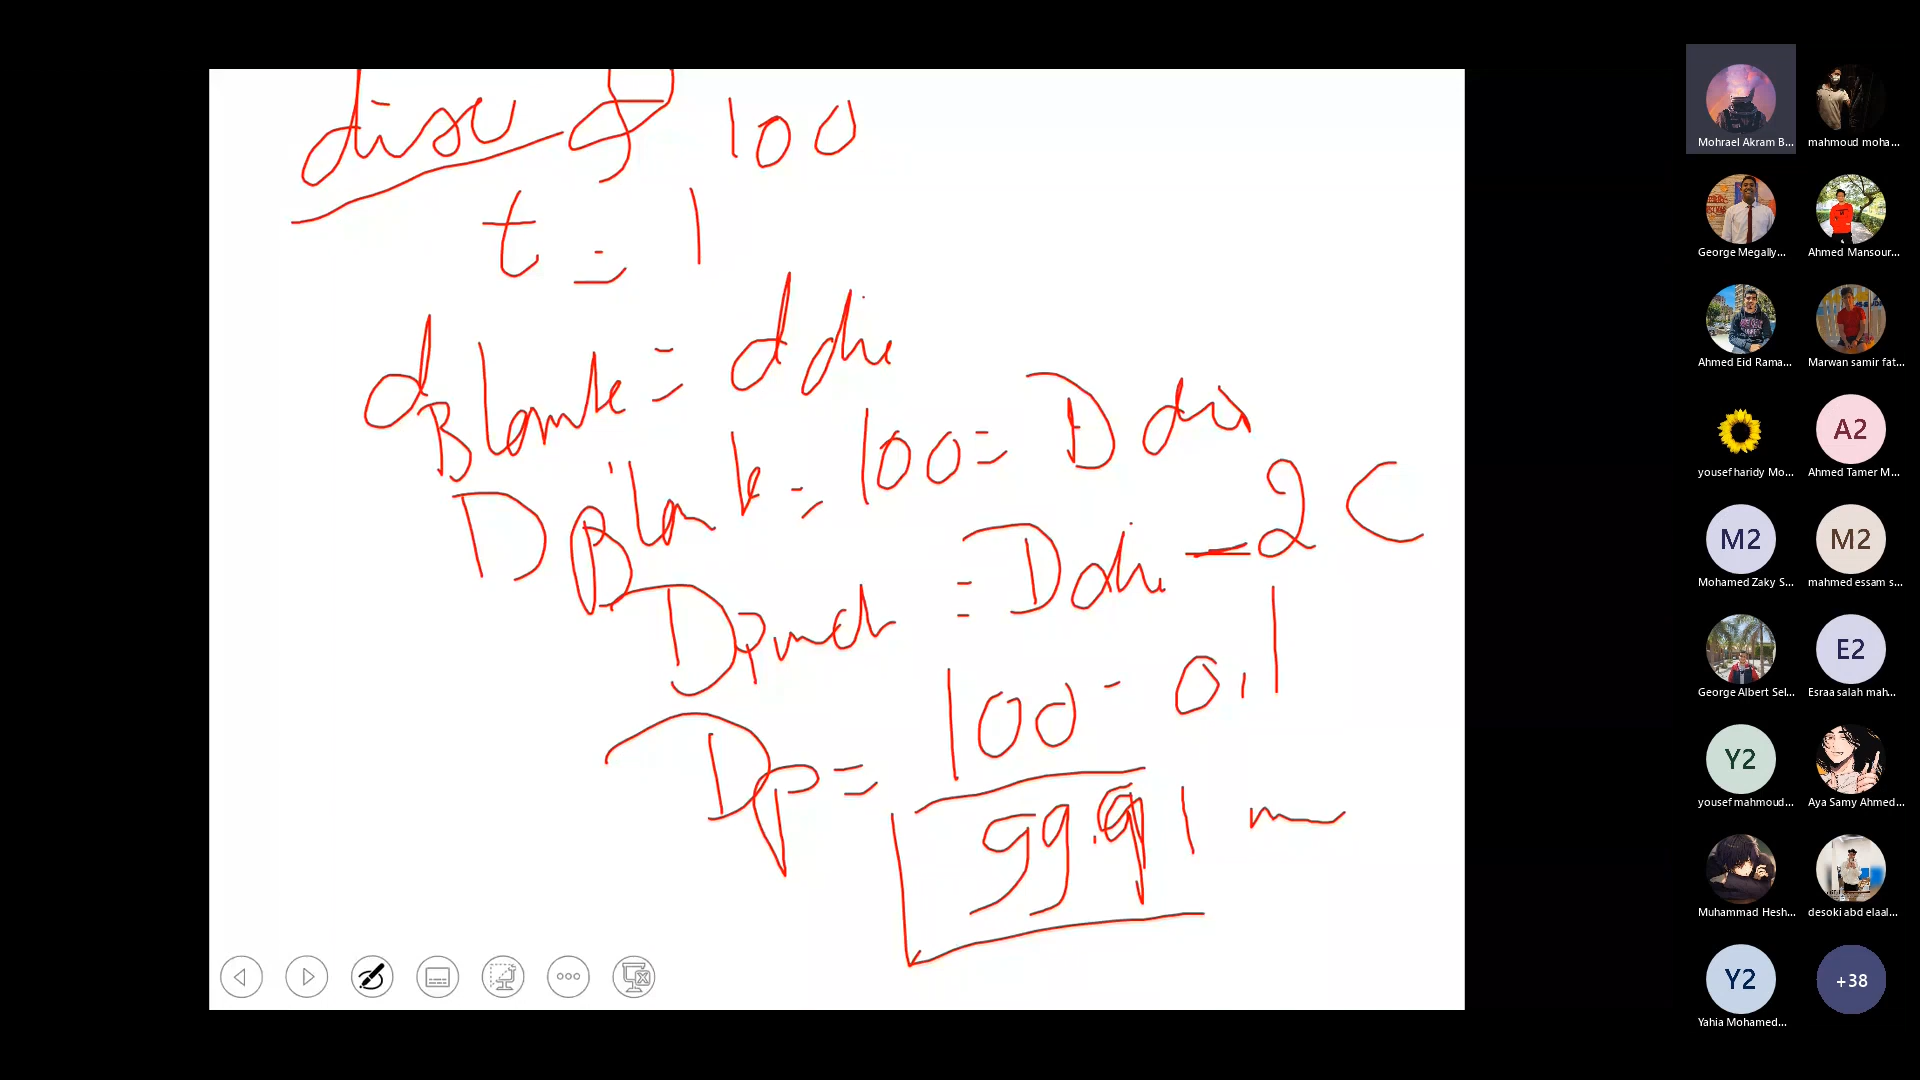 disc of 100
t = 1
d Blank = d die
D Blank = 100 = D die
D Punch = D die - 2 C
100 - 0.1
Dp = 99.9 m
Mohrael Akram B...
mahmoud moha...
George Megally...
Ahmed Mansour...
Ahmed Eid Rama...
Marwan samir fat...
yousef haridy Mo...
A2
Ahmed Tamer M...
M2
Mohamed Zaky S...
M2
mahmed essam s...
George Albert Sel...
E2
Esraa salah mah...
Y2
yousef mahmoud...
Aya Samy Ahmed...
Muhammad Hesh...
desoki abd elaal...
Y2
Yahia Mohamed...
+38